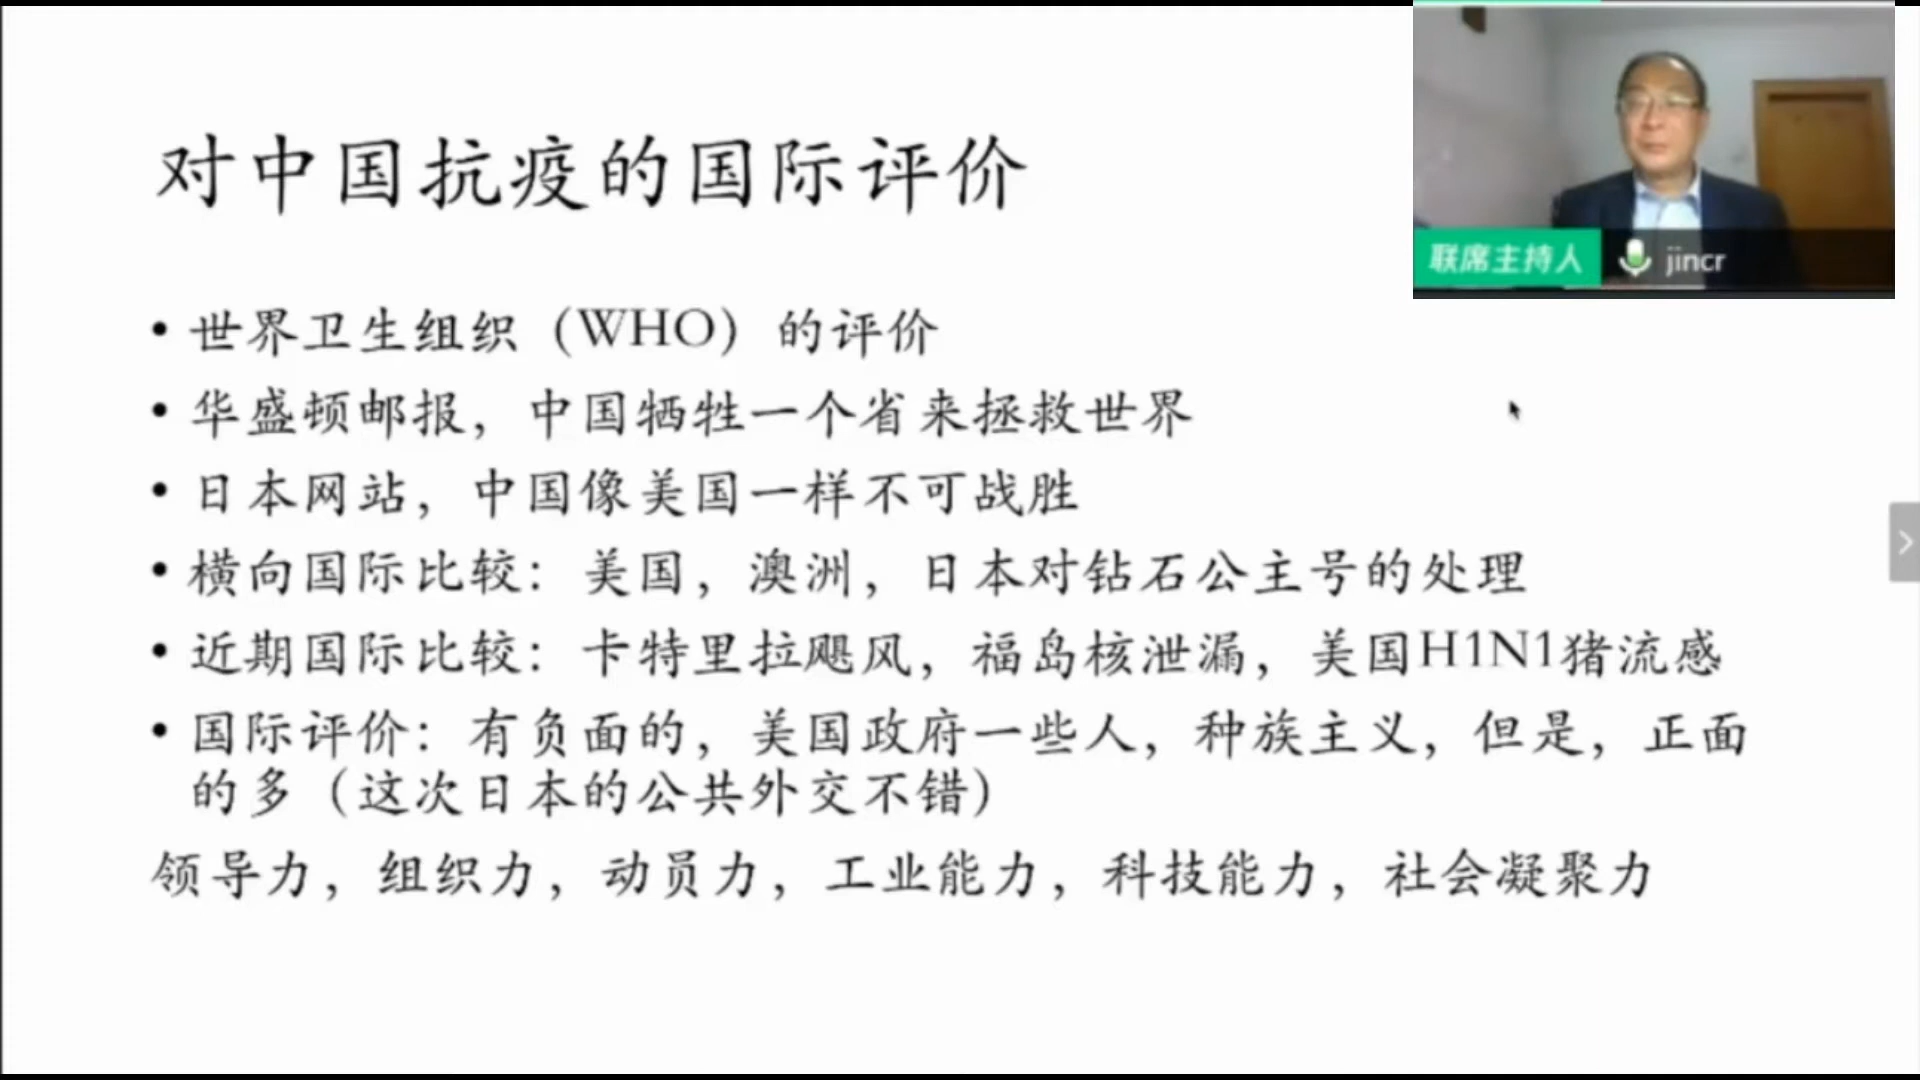 对中国抗疫的国际评价
联席主持人 jincr
• 世界卫生组织（WHO）的评价
• 华盛顿邮报，中国牺牲一个省来拯救世界
• 日本网站，中国像美国一样不可战胜
• 横向国际比较：美国，澳洲，日本对钻石公主号的处理
• 近期国际比较：卡特里拉飓风，福岛核泄漏，美国H1N1猪流感
• 国际评价：有负面的，美国政府一些人，种族主义，但是，正面
的多（这次日本的公共外交不错）
领导力，组织力，动员力，工业能力，科技能力，社会凝聚力